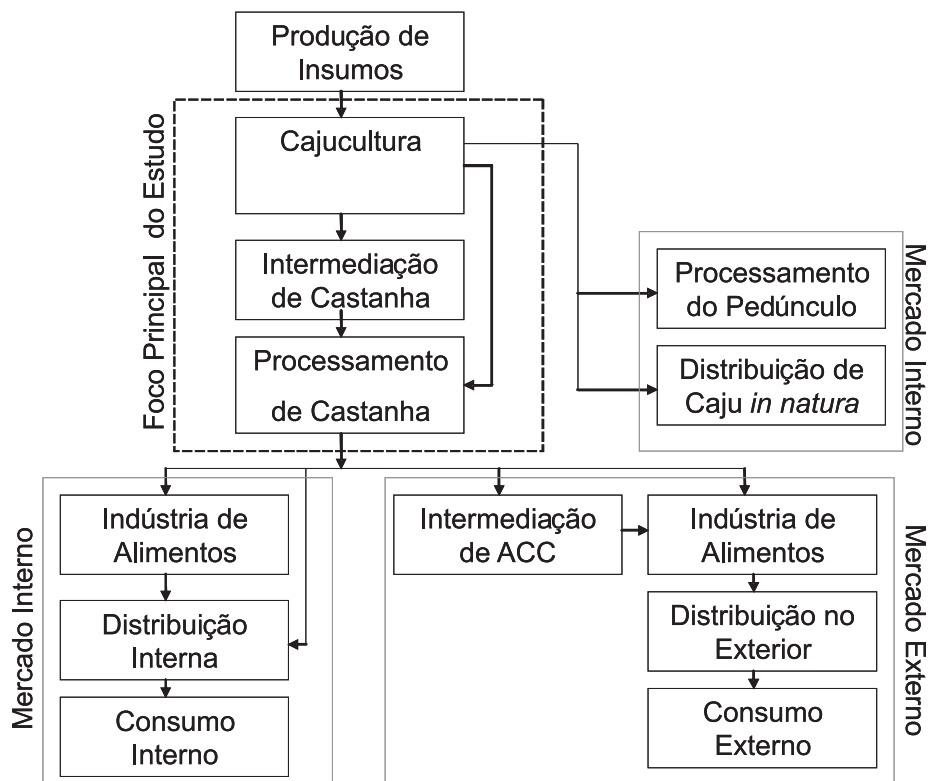 Produção de
Insumos
Foco Principal do Estudo
Cajucultura
Intermediação
de Castanha
Processamento
de Castanha
Mercado Interno
Processamento
do Pedúnculo
Distribuição de
Caju in natura
Mercado Interno
Indústria de
Alimentos
Distribuição
Interna
Consumo
Interno
Intermediação
de ACC
Indústria de
Alimentos
Distribuição no
Exterior
Consumo
Externo
Mercado Externo